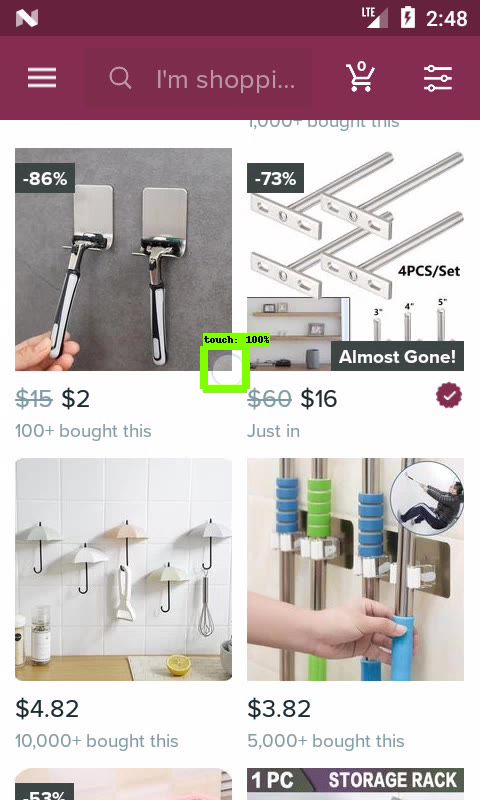 LTE 2:48
0
I'm shoppi...
1,000+ bought this
-86%
-73%
4PCS/Set
3" 4" 5"
touch: 100%
Almost Gone!
$15 $2
$60 $16
100+ bought this
Just in
$4.82
$3.82
10,000+ bought this
5,000+ bought this
-53%
1 PC STORAGE RACK